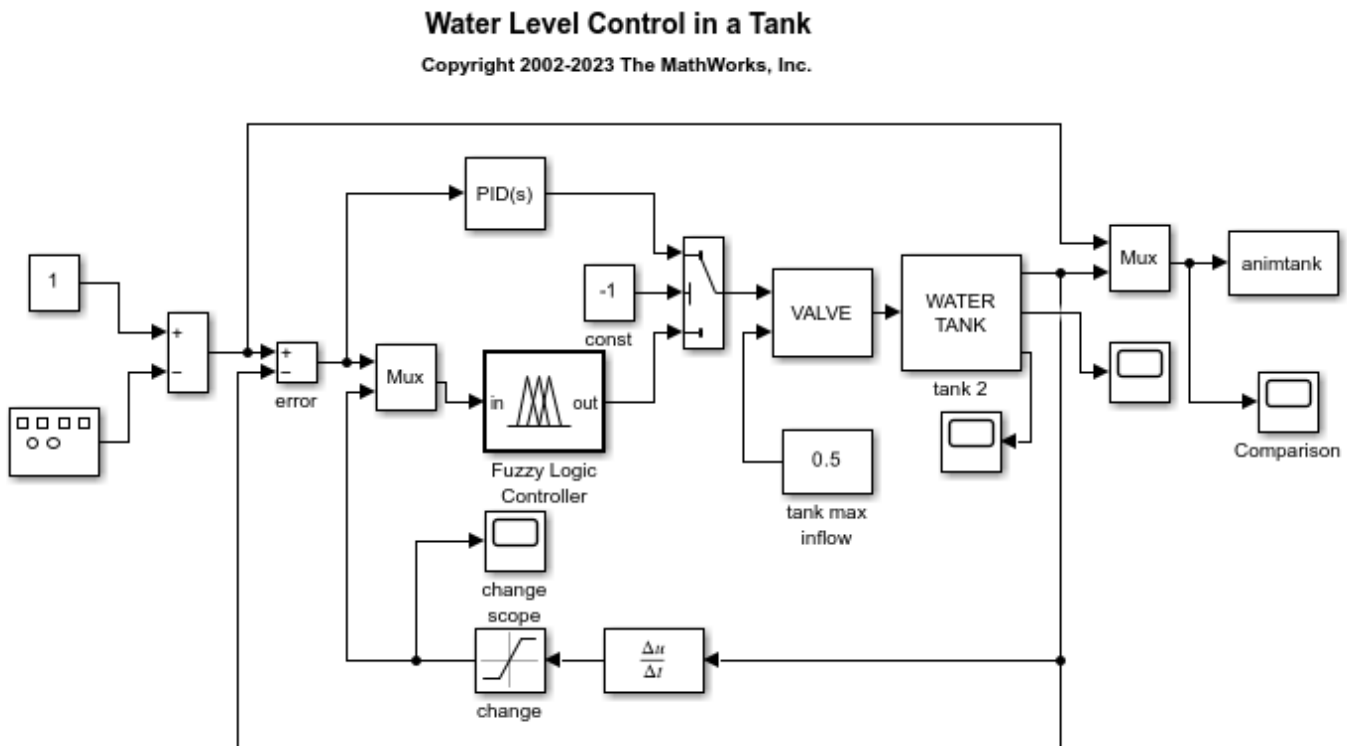 Water Level Control in a Tank
Copyright 2002-2023 The MathWorks, Inc.
PID(s)
1
-1
const
+
−
+
−
error
Mux
in
out
Fuzzy Logic
Controller
VALVE
WATER
TANK
tank 2
0.5
tank max
inflow
Mux
animtank
Comparison
change
scope
change
Δu
Δt